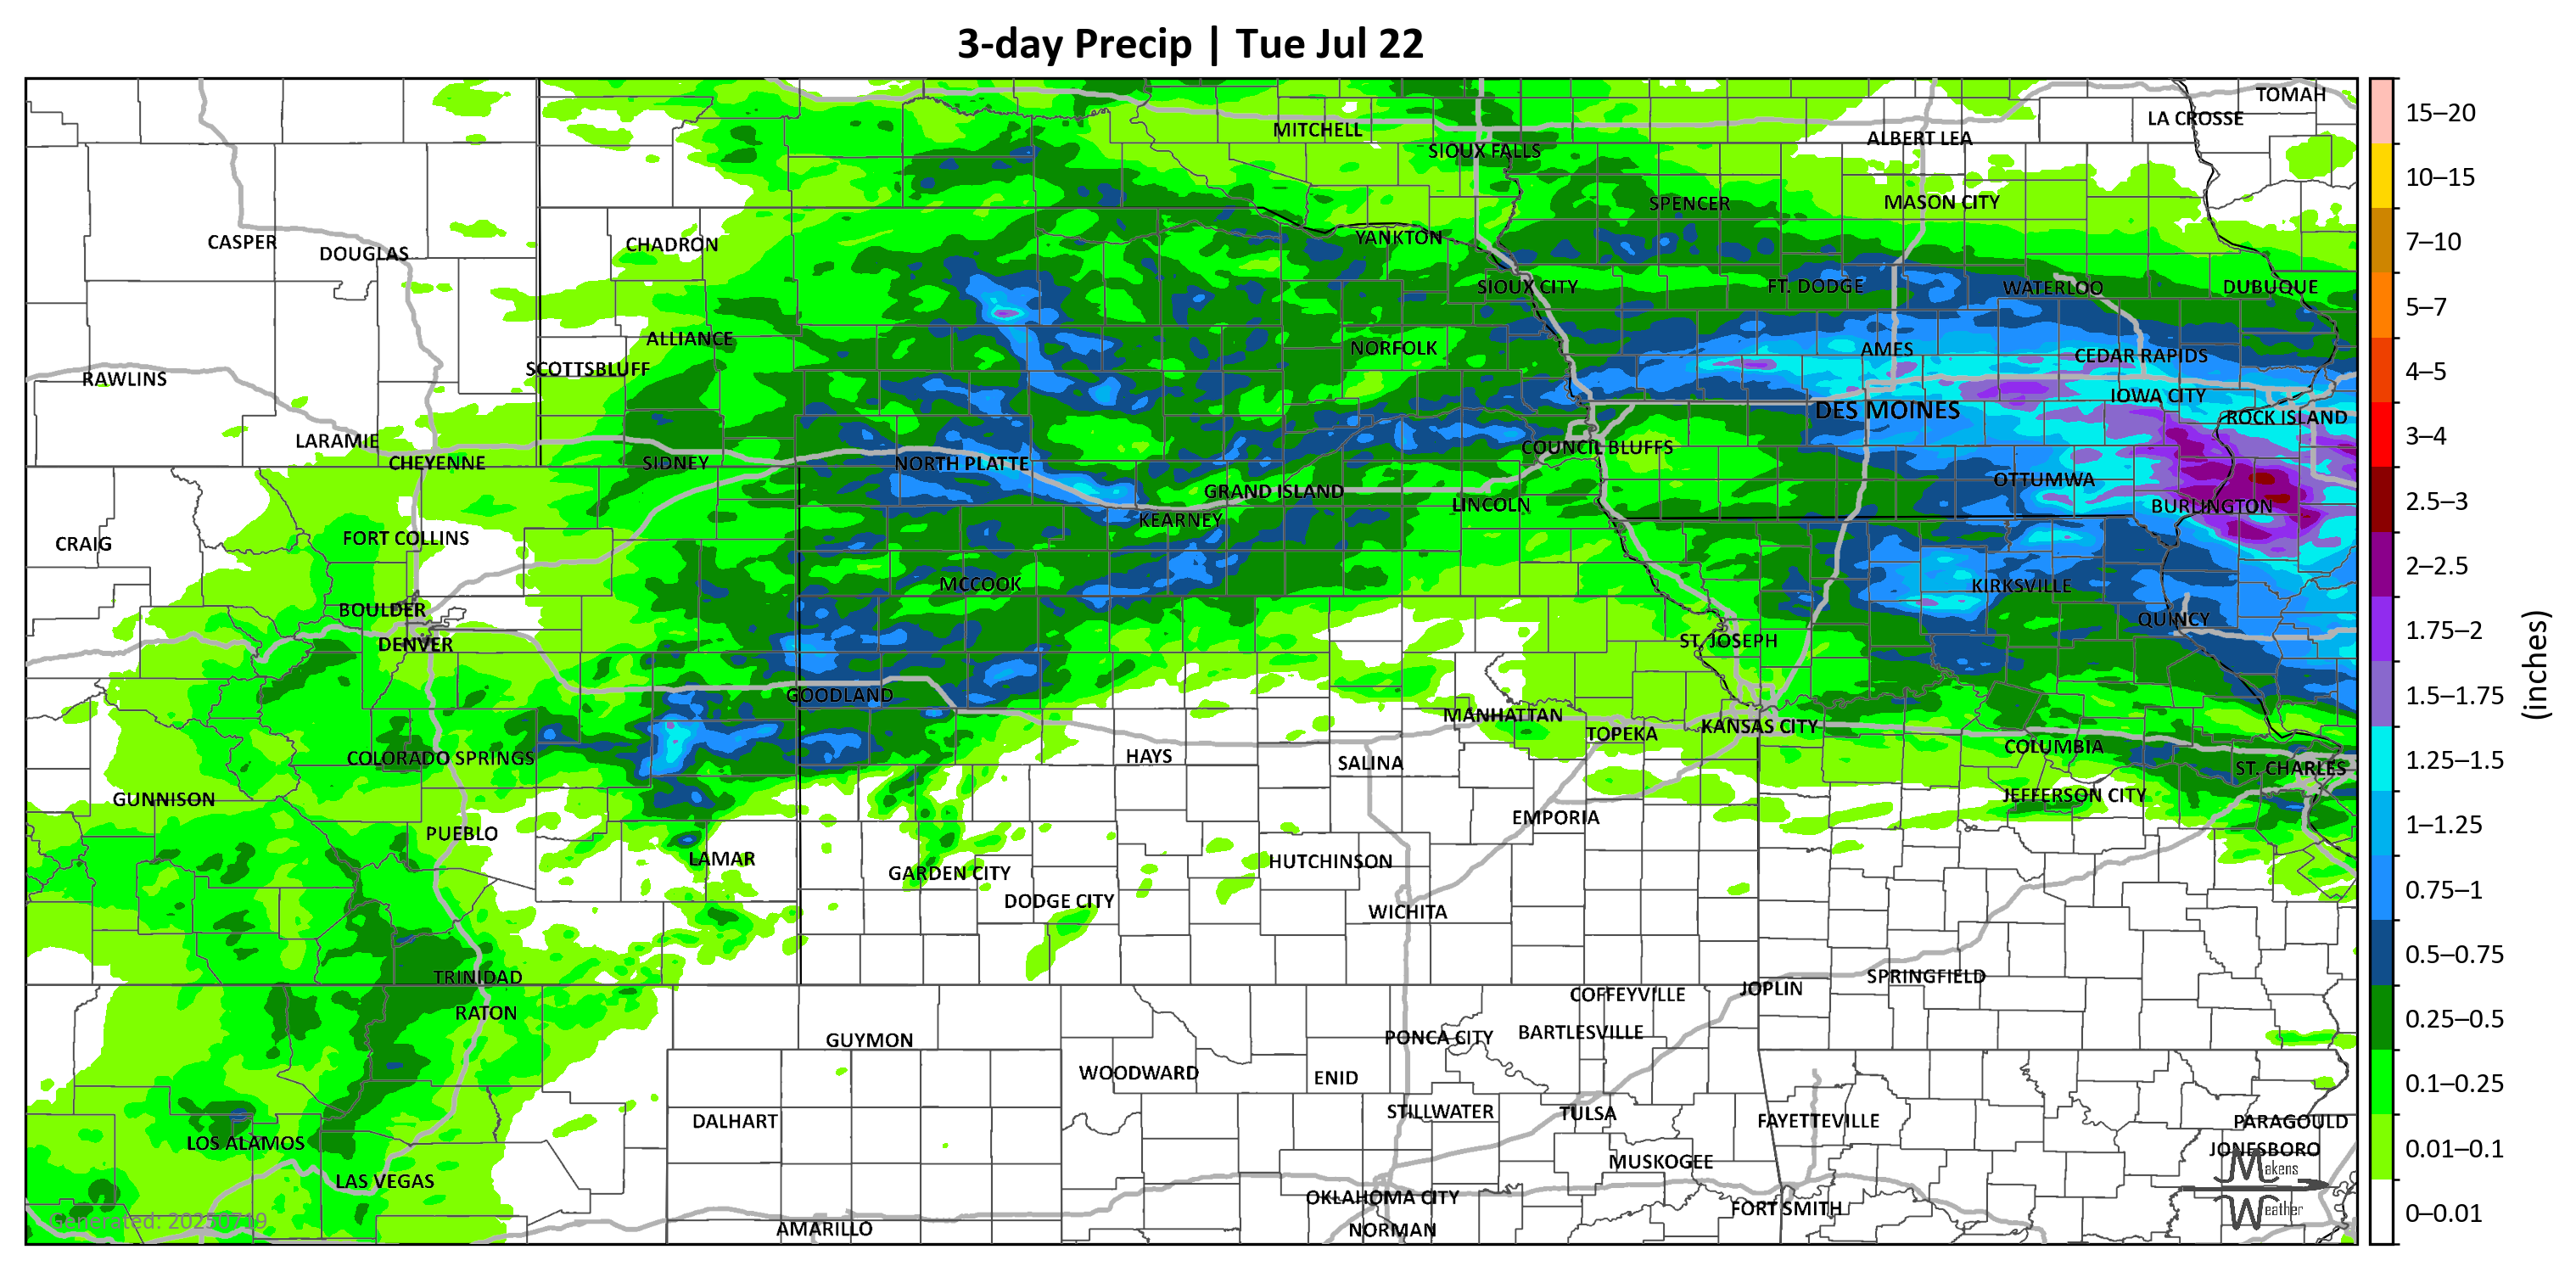 3-day Precip | Tue Jul 22
TOMAH
LA CROSSE
MITCHELL
ALBERT LEA
SIOUX FALLS
SPENCER
MASON CITY
YANKTON
CASPER
CHADRON
DOUGLAS
SIOUX CITY
FT. DODGE
WATERLOO
DUBUQUE
ALLIANCE
NORFOLK
AMES
CEDAR RAPIDS
SCOTTSBLUFF
RAWLINS
IOWA CITY
DES MOINES
ROCK ISLAND
LARAMIE
COUNCIL BLUFFS
CHEYENNE
SIDNEY
NORTH PLATTE
OTTUMWA
GRAND ISLAND
LINCOLN
BURLINGTON
KEARNEY
FORT COLLINS
CRAIG
MCCOOK
KIRKSVILLE
BOULDER
QUINCY
DENVER
ST. JOSEPH
GOODLAND
MANHATTAN
KANSAS CITY
TOPEKA
COLUMBIA
COLORADO SPRINGS
HAYS
SALINA
ST. CHARLES
GUNNISON
JEFFERSON CITY
EMPORIA
PUEBLO
LAMAR
HUTCHINSON
GARDEN CITY
DODGE CITY
WICHITA
TRINIDAD
SPRINGFIELD
JOPLIN
COFFEYVILLE
RATON
BARTLESVILLE
PONCA CITY
GUYMON
WOODWARD
ENID
STILLWATER
TULSA
DALHART
FAYETTEVILLE
PARAGOULD
LOS ALAMOS
JONESBORO
MUSKOGEE
LAS VEGAS
OKLAHOMA CITY
FORT SMITH
AMARILLO
NORMAN
Generated: 20250719
Makens
Weather
15–20
10–15
7–10
5–7
4–5
3–4
2.5–3
2–2.5
1.75–2
1.5–1.75
1.25–1.5
1–1.25
0.75–1
0.5–0.75
0.25–0.5
0.1–0.25
0.01–0.1
0–0.01
(inches)